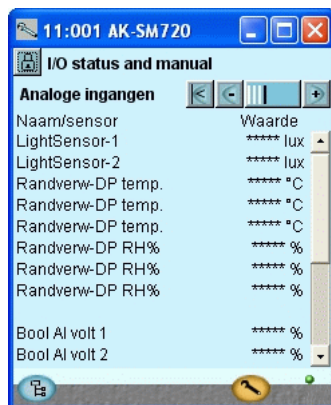 11:001 AK-SM720
I/O status and manual
Analoge ingangen
Naam/sensor Waarde
LightSensor-1 ***** lux
LightSensor-2 ***** lux
Randverw-DP temp. ***** °C
Randverw-DP temp. ***** °C
Randverw-DP temp. ***** °C
Randverw-DP RH% ***** %
Randverw-DP RH% ***** %
Randverw-DP RH% ***** %
Bool AI volt 1 ***** %
Bool AI volt 2 ***** %